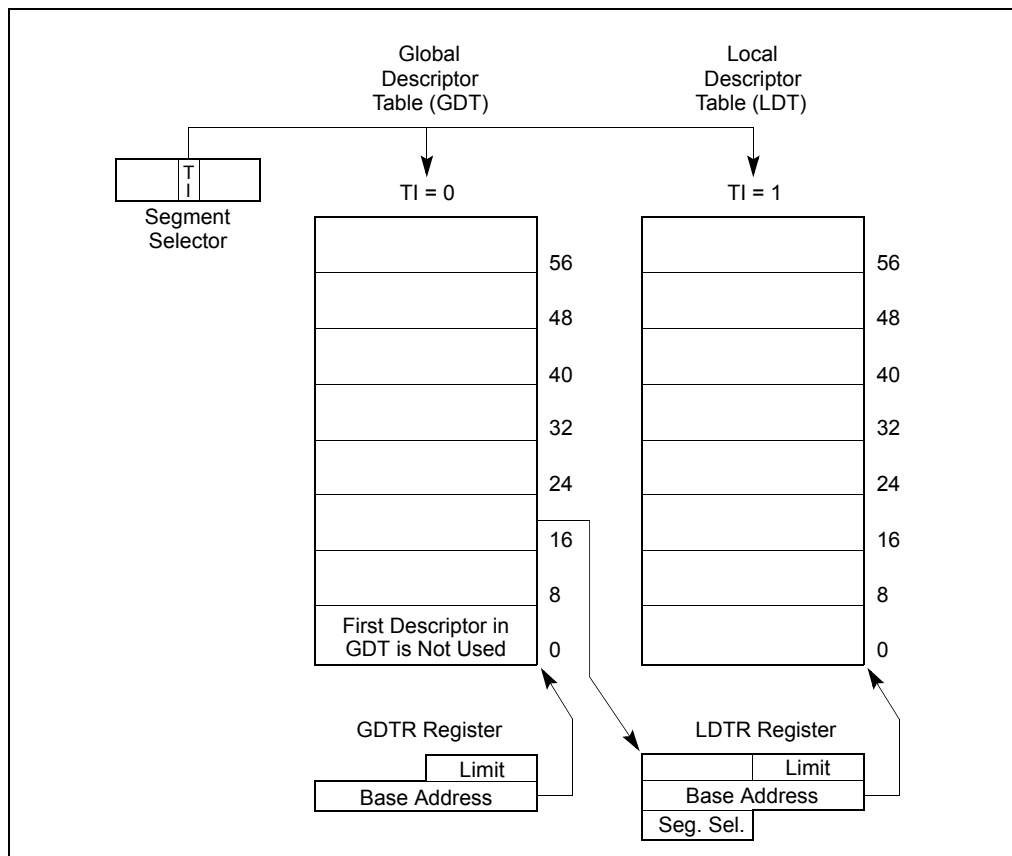 Global
Descriptor
Table (GDT)
Local
Descriptor
Table (LDT)
T
I
Segment
Selector
TI = 0
TI = 1
56
56
48
48
40
40
32
32
24
24
16
16
8
8
First Descriptor in
GDT is Not Used
0
0
GDTR Register
LDTR Register
Limit
Base Address
Limit
Base Address
Seg. Sel.